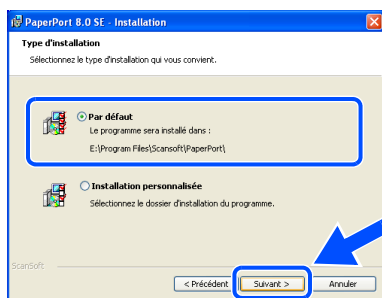 PaperPort 8.0 SE - Installation
Type d'installation
Sélectionnez le type d'installation qui vous convient.
Par défaut
Le programme sera installé dans :
E:\Program Files\Scansoft\PaperPort\
Installation personnalisée
Sélectionnez le dossier d'installation du programme.
ScanSoft
< Précédent Suivant > Annuler